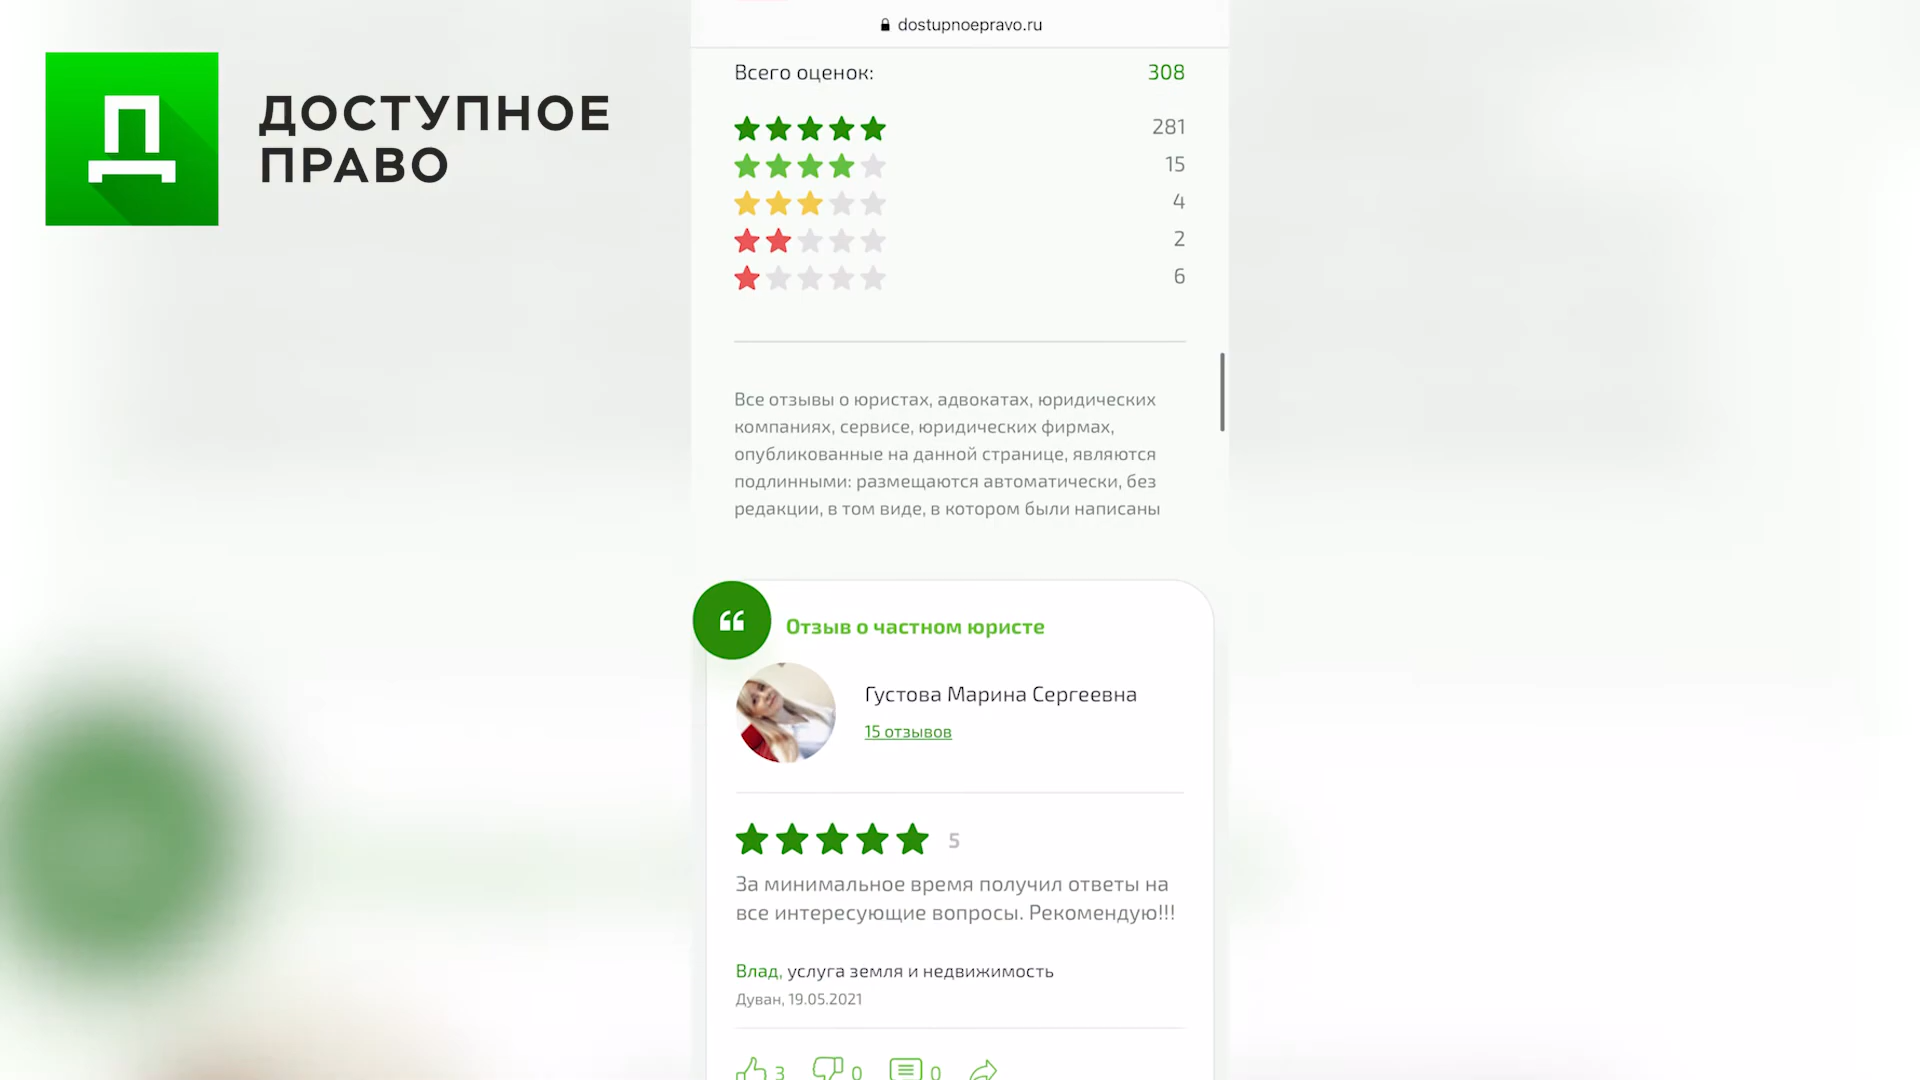 ДОСТУПНОЕ
ПРАВО
dostupnoepravo.ru
Всего оценок: 308
281
15
4
2
6
Все отзывы о юристах, адвокатах, юридических
компаниях, сервисе, юридических фирмах,
опубликованные на данной странице, являются
подлинными: размещаются автоматически, без
редакции, в том виде, в котором были написаны
Отзыв о частном юристе
Густова Марина Сергеевна
15 отзывов
5
За минимальное время получил ответы на
все интересующие вопросы. Рекомендую!!!
Влад, услуга земля и недвижимость
Дуван, 19.05.2021
3 0 0